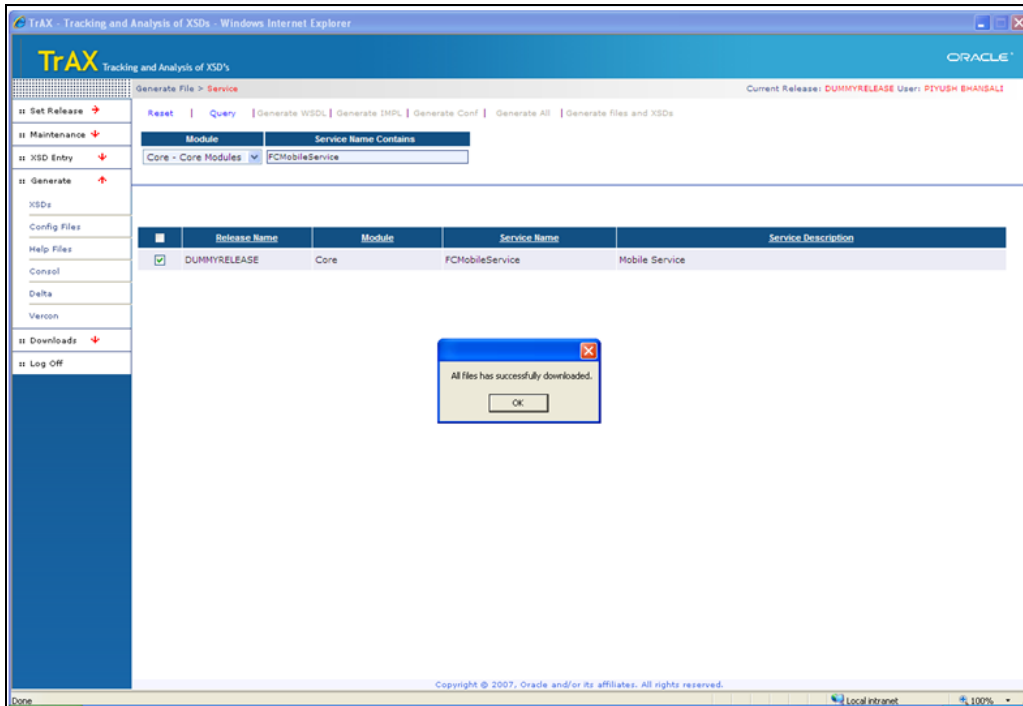 TrAX - Tracking and Analysis of XSDs - Windows Internet Explorer
TrAX Tracking and Analysis of XSD's
ORACLE
Generate File > Service
Current Release: DUMMYRELEASE User: PIYUSH BHANSALI
Set Release
Maintenance
XSD Entry
Generate
XSDs
Config Files
Help Files
Consol
Delta
Vercon
Downloads
Log Off
Reset | Query | Generate WSDL | Generate IMPL | Generate Conf | Generate All | Generate files and XSDs
Module Service Name Contains
Core - Core Modules FCMobileService
Release Name Module Service Name Service Description
DUMMYRELEASE Core FCMobileService Mobile Service
All files has successfully downloaded.
OK
Copyright © 2007, Oracle and/or its affiliates. All rights reserved.
Done Local intranet 100%